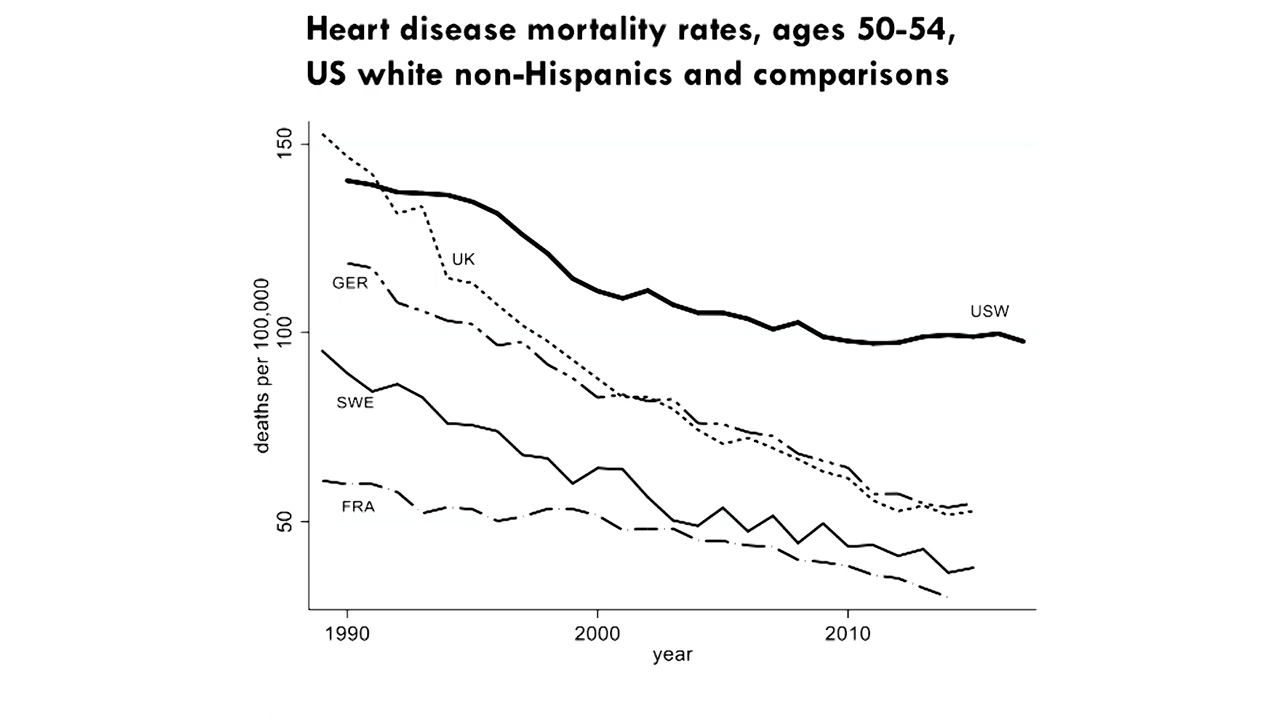 Heart disease mortality rates, ages 50-54,
US white non-Hispanics and comparisons
150
100
50
deaths per 100,000
UK
GER
USW
SWE
FRA
1990
2000
2010
year